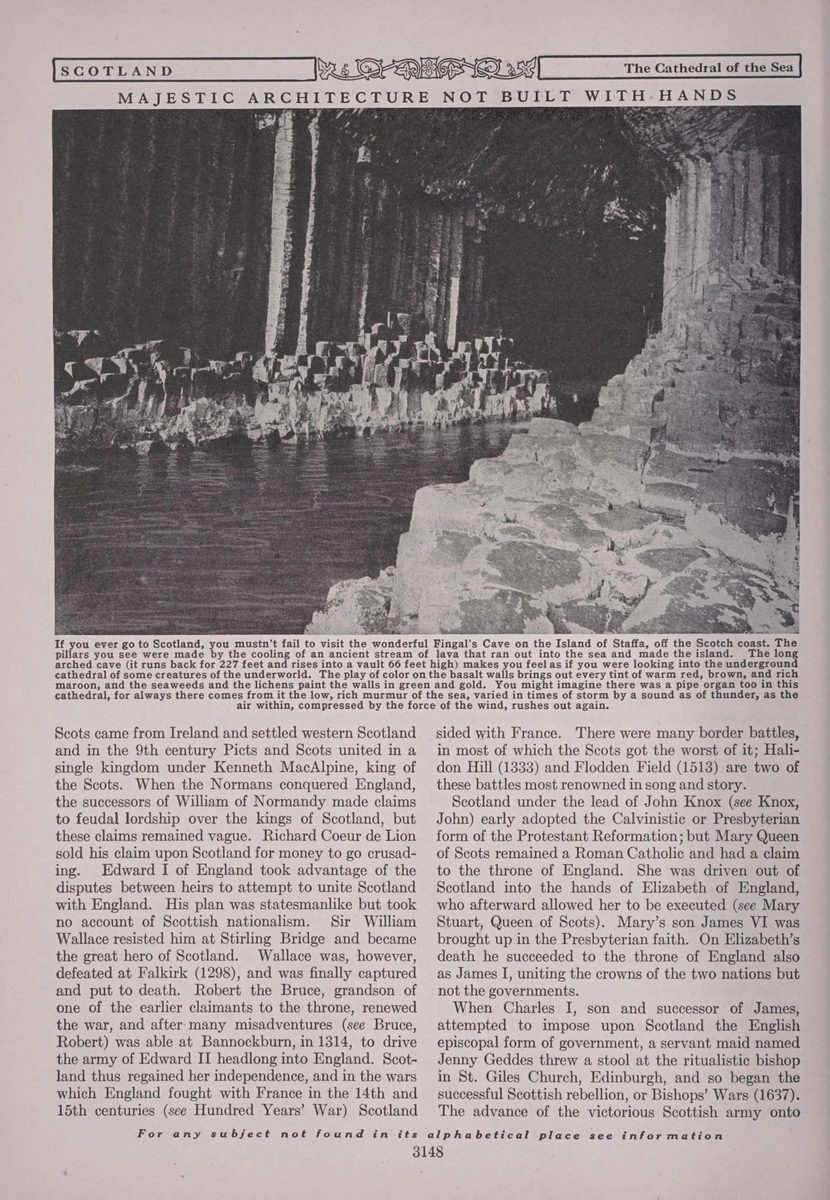 SCOTLAND
The Cathedral of the Sea
MAJESTIC ARCHITECTURE NOT BUILT WITH HANDS
If you ever go to Scotland, you mustn't fail to visit the wonderful Fingal's Cave on the Island of Staffa, off the Scotch coast. The
pillars you see were made by the cooling of an ancient stream of lava that ran out into the sea and made the island. The long
arched cave (it runs back for 227 feet and rises into a vault 66 feet high) makes you feel as if you were looking into the underground
cathedral of some creatures of the underworld. The play of color on the basalt walls brings out every tint of warm red, brown, and rich
maroon, and the seaweeds and the lichens paint the walls in green and gold. You might imagine there was a pipe organ too in this
cathedral, for always there comes from it the low, rich murmur of the sea, varied in times of storm by a sound as of thunder, as the
air within, compressed by the force of the wind, rushes out again.
Scots came from Ireland and settled western Scotland
and in the 9th century Picts and Scots united in a
single kingdom under Kenneth MacAlpine, king of
the Scots. When the Normans conquered England,
the successors of William of Normandy made claims
to feudal lordship over the kings of Scotland, but
these claims remained vague. Richard Coeur de Lion
sold his claim upon Scotland for money to go crusad-
ing. Edward I of England took advantage of the
disputes between heirs to attempt to unite Scotland
with England. His plan was statesmanlike but took
no account of Scottish nationalism. Sir William
Wallace resisted him at Stirling Bridge and became
the great hero of Scotland. Wallace was, however,
defeated at Falkirk (1298), and was finally captured
and put to death. Robert the Bruce, grandson of
one of the earlier claimants to the throne, renewed
the war, and after many misadventures (see Bruce,
Robert) was able at Bannockburn, in 1314, to drive
the army of Edward II headlong into England. Scot-
land thus regained her independence, and in the wars
which England fought with France in the 14th and
15th centuries (see Hundred Years' War) Scotland
sided with France. There were many border battles,
in most of which the Scots got the worst of it; Hali-
don Hill (1333) and Flodden Field (1513) are two of
these battles most renowned in song and story.
Scotland under the lead of John Knox (see Knox,
John) early adopted the Calvinistic or Presbyterian
form of the Protestant Reformation; but Mary Queen
of Scots remained a Roman Catholic and had a claim
to the throne of England. She was driven out of
Scotland into the hands of Elizabeth of England,
who afterward allowed her to be executed (see Mary
Stuart, Queen of Scots). Mary's son James VI was
brought up in the Presbyterian faith. On Elizabeth's
death he succeeded to the throne of England also
as James I, uniting the crowns of the two nations but
not the governments.
When Charles I, son and successor of James,
attempted to impose upon Scotland the English
episcopal form of government, a servant maid named
Jenny Geddes threw a stool at the ritualistic bishop
in St. Giles Church, Edinburgh, and so began the
successful Scottish rebellion, or Bishops' Wars (1637).
The advance of the victorious Scottish army onto
For any subject not found in its alphabetical place see information
3148